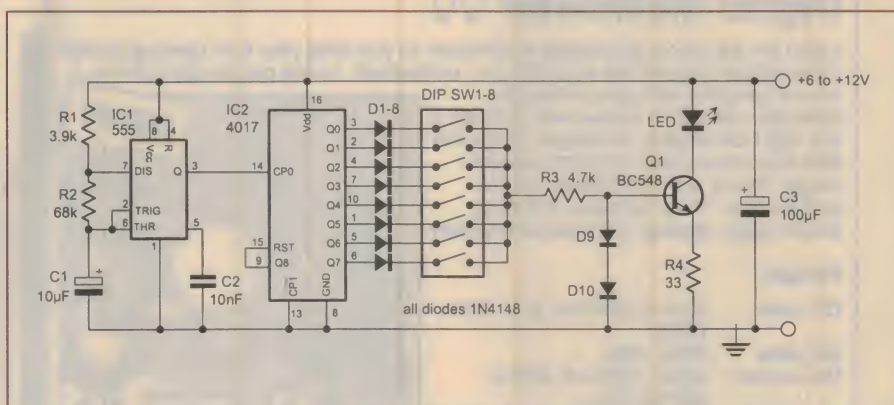 +6 to +12V
R1
3.9k
IC1
555
8
4
Vcc
R
7
DIS
Q
3
R2
68k
2
TRIG
6
THR
5
1
C1
+
10µF
C2
10nF
IC2
4017
16
Vdd
14
CP0
15
RST
9
Q8
CP1
13
GND
8
Q0
3
Q1
2
Q2
4
Q3
7
Q4
10
Q5
1
Q6
5
Q7
6
D1-8
DIP SW1-8
all diodes 1N4148
R3 4.7k
D9
D10
LED
Q1
BC548
R4
33
+
C3
100µF